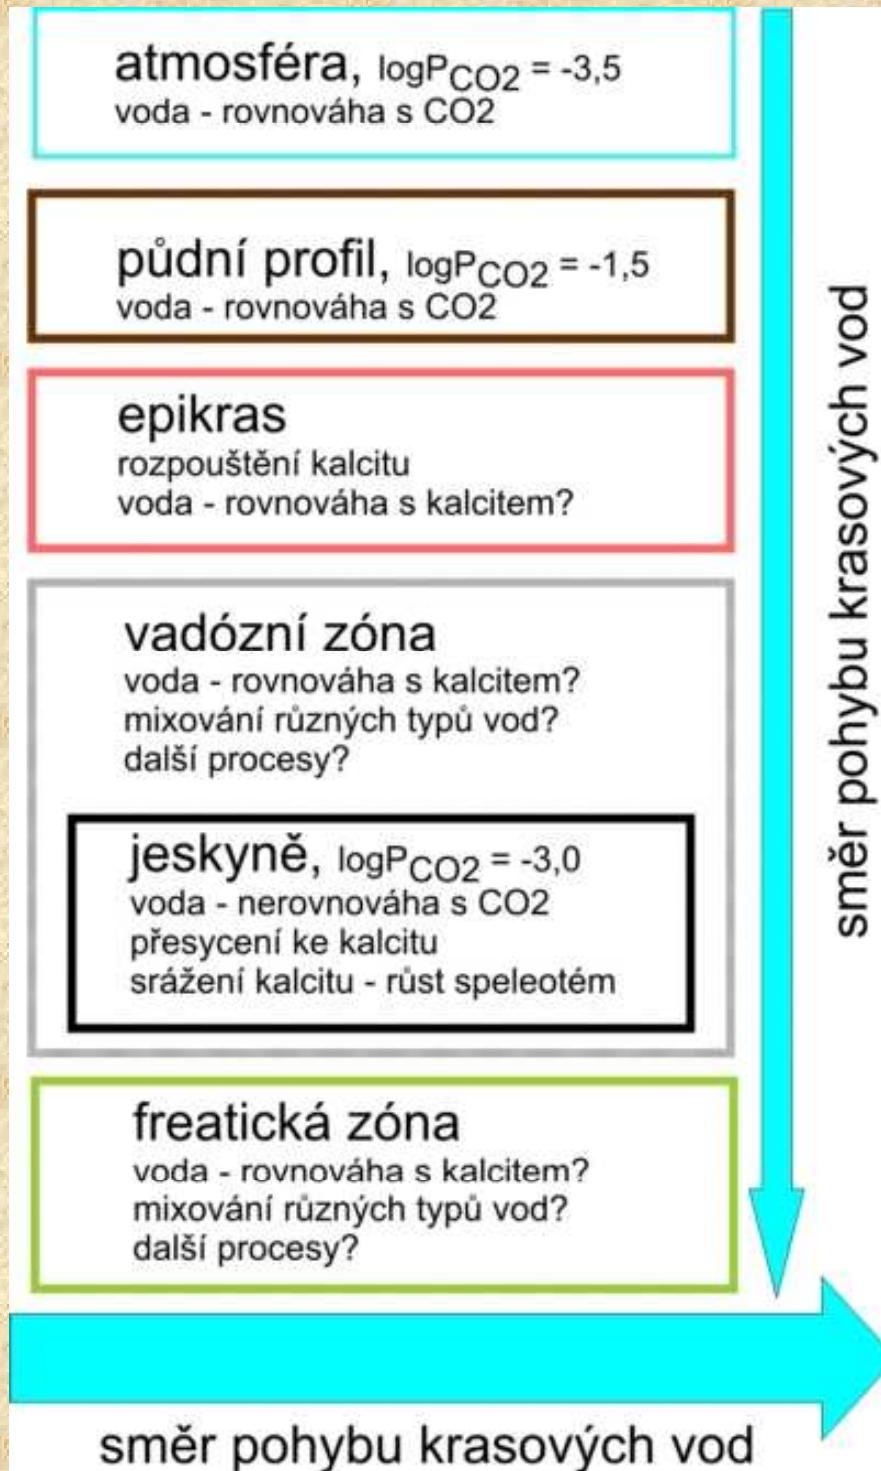 atmosféra, logPCO2 = -3,5
voda - rovnováha s CO2
půdní profil, logPCO2 = -1,5
voda - rovnováha s CO2
epikras
rozpouštění kalcitu
voda - rovnováha s kalcitem?
vadózní zóna
voda - rovnováha s kalcitem?
mixování různých typů vod?
další procesy?
jeskyně, logPCO2 = -3,0
voda - nerovnováha s CO2
přesycení ke kalcitu
srážení kalcitu - růst speleotém
freatická zóna
voda - rovnováha s kalcitem?
mixování různých typů vod?
další procesy?
směr pohybu krasových vod
směr pohybu krasových vod